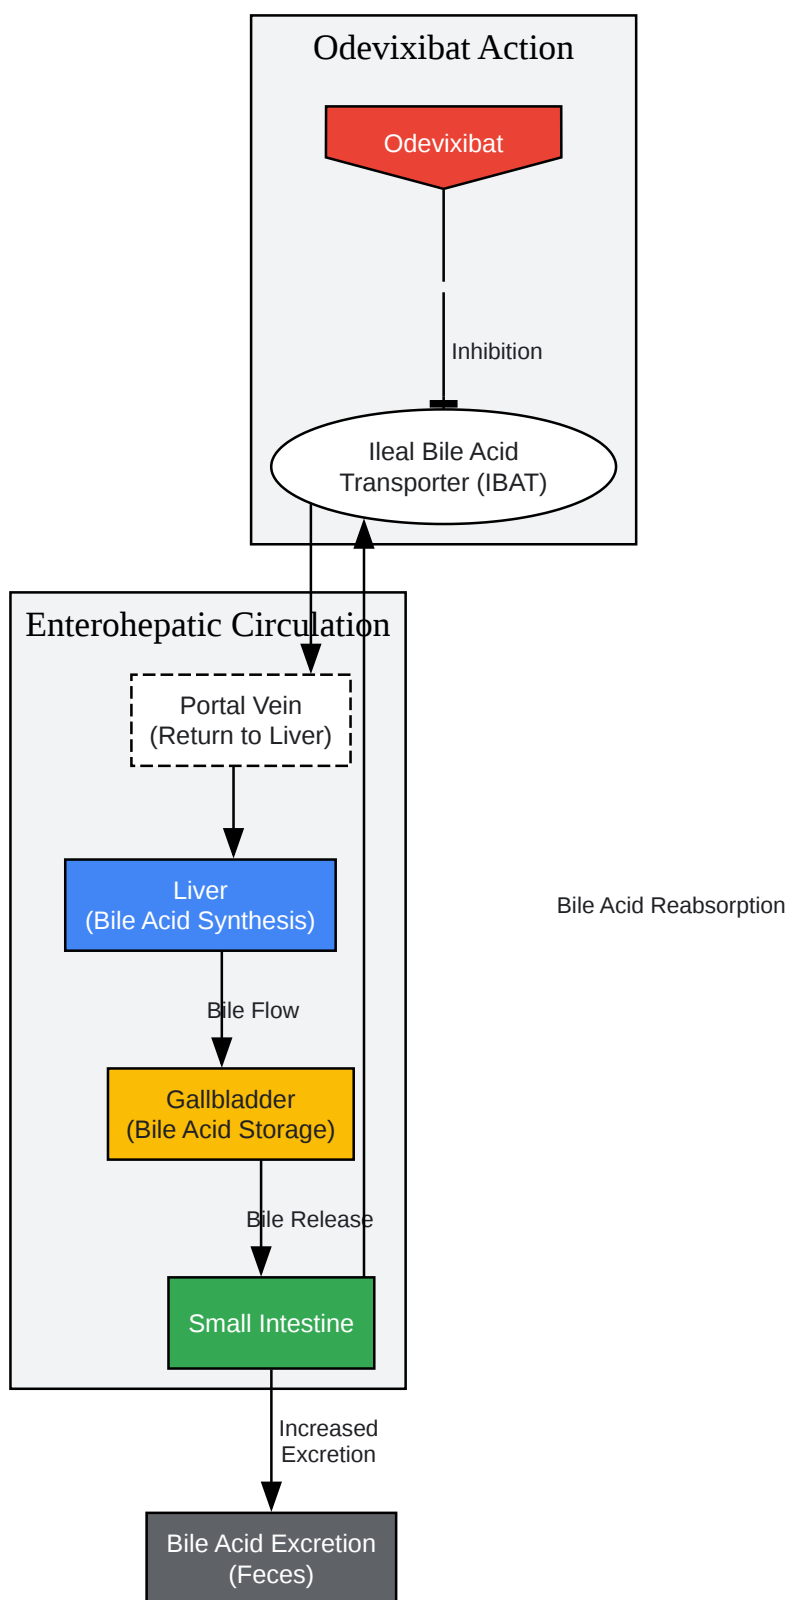 Odevixibat Action
Odevixibat
Inhibition
Ileal Bile Acid
Transporter (IBAT)
Enterohepatic Circulation
Portal Vein
(Return to Liver)
Liver
(Bile Acid Synthesis)
Bile Acid Reabsorption
Bile Flow
Gallbladder
(Bile Acid Storage)
Bile Release
Small Intestine
Increased
Excretion
Bile Acid Excretion
(Feces)